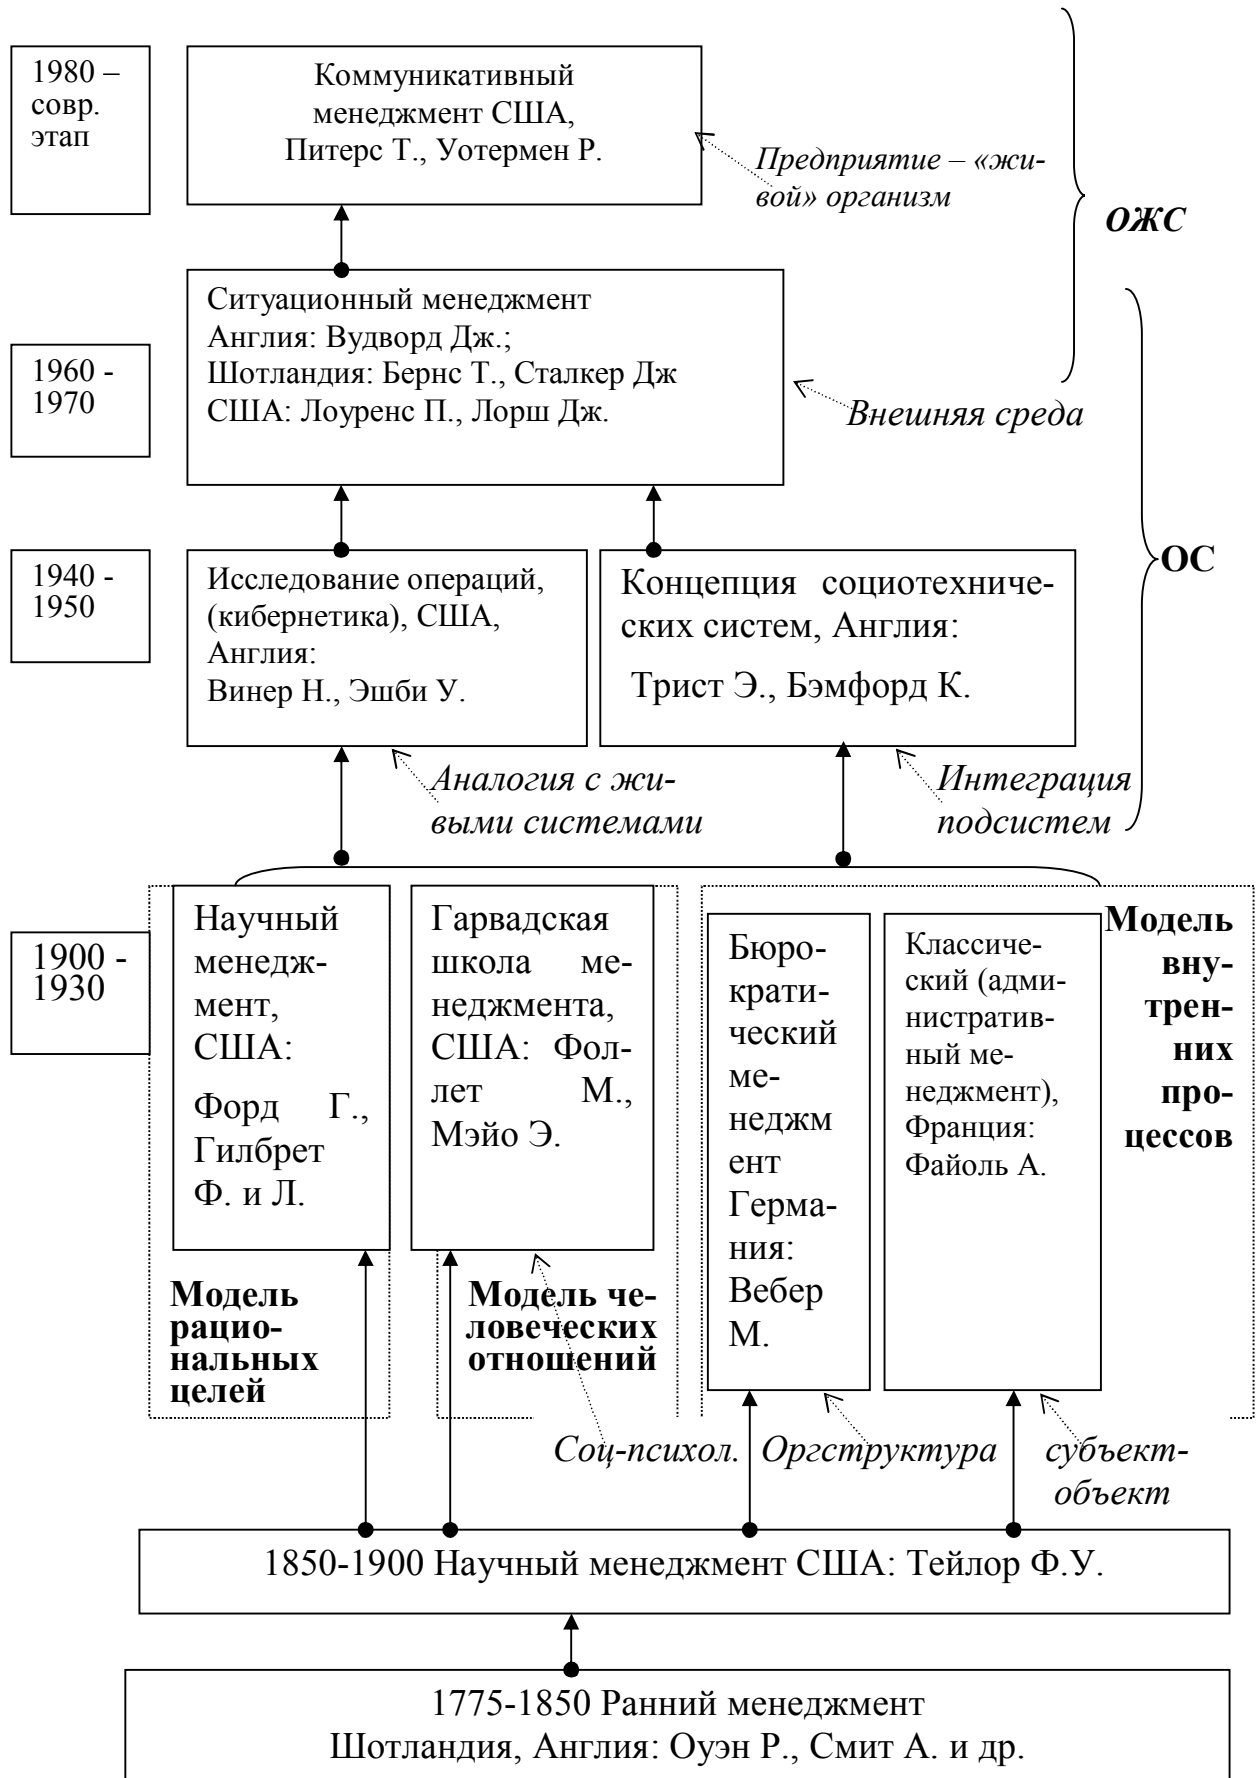 1980 –
совр.
этап
Коммуникативный
менеджмент США,
Питерс Т., Уотермен Р.
Предприятие – «жи-
вой» организм
ОЖС
Ситуационный менеджмент
Англия: Вудворд Дж.;
Шотландия: Бернс Т., Сталкер Дж
США: Лоуренс П., Лорш Дж.
1960 -
1970
Внешняя среда
1940 -
1950
Исследование операций,
(кибернетика), США,
Англия:
Винер Н., Эшби У.
Концепция социотехниче-
ских систем, Англия:
Трист Э., Бэмфорд К.
ОС
Аналогия с жи-
выми системами
Интеграция
подсистем
1900 -
1930
Научный
менедж-
мент,
США:
Форд Г.,
Гилбрет
Ф. и Л.
Гарвадская
школа ме-
неджмента,
США: Фол-
лет М.,
Мэйо Э.
Бюро-
крати-
ческий
ме-
неджм
ент
Герма-
ния:
Вебер
М.
Классиче-
ский (адми-
нистратив-
ный ме-
неджмент),
Франция:
Файоль А.
Модель
вну-
трен-
них
про-
цессов
Модель
рацио-
нальных
целей
Модель че-
ловеческих
отношений
Соц-психол.
Оргструктура
субъект-
объект
1850-1900 Научный менеджмент США: Тейлор Ф.У.
1775-1850 Ранний менеджмент
Шотландия, Англия: Оуэн Р., Смит А. и др.